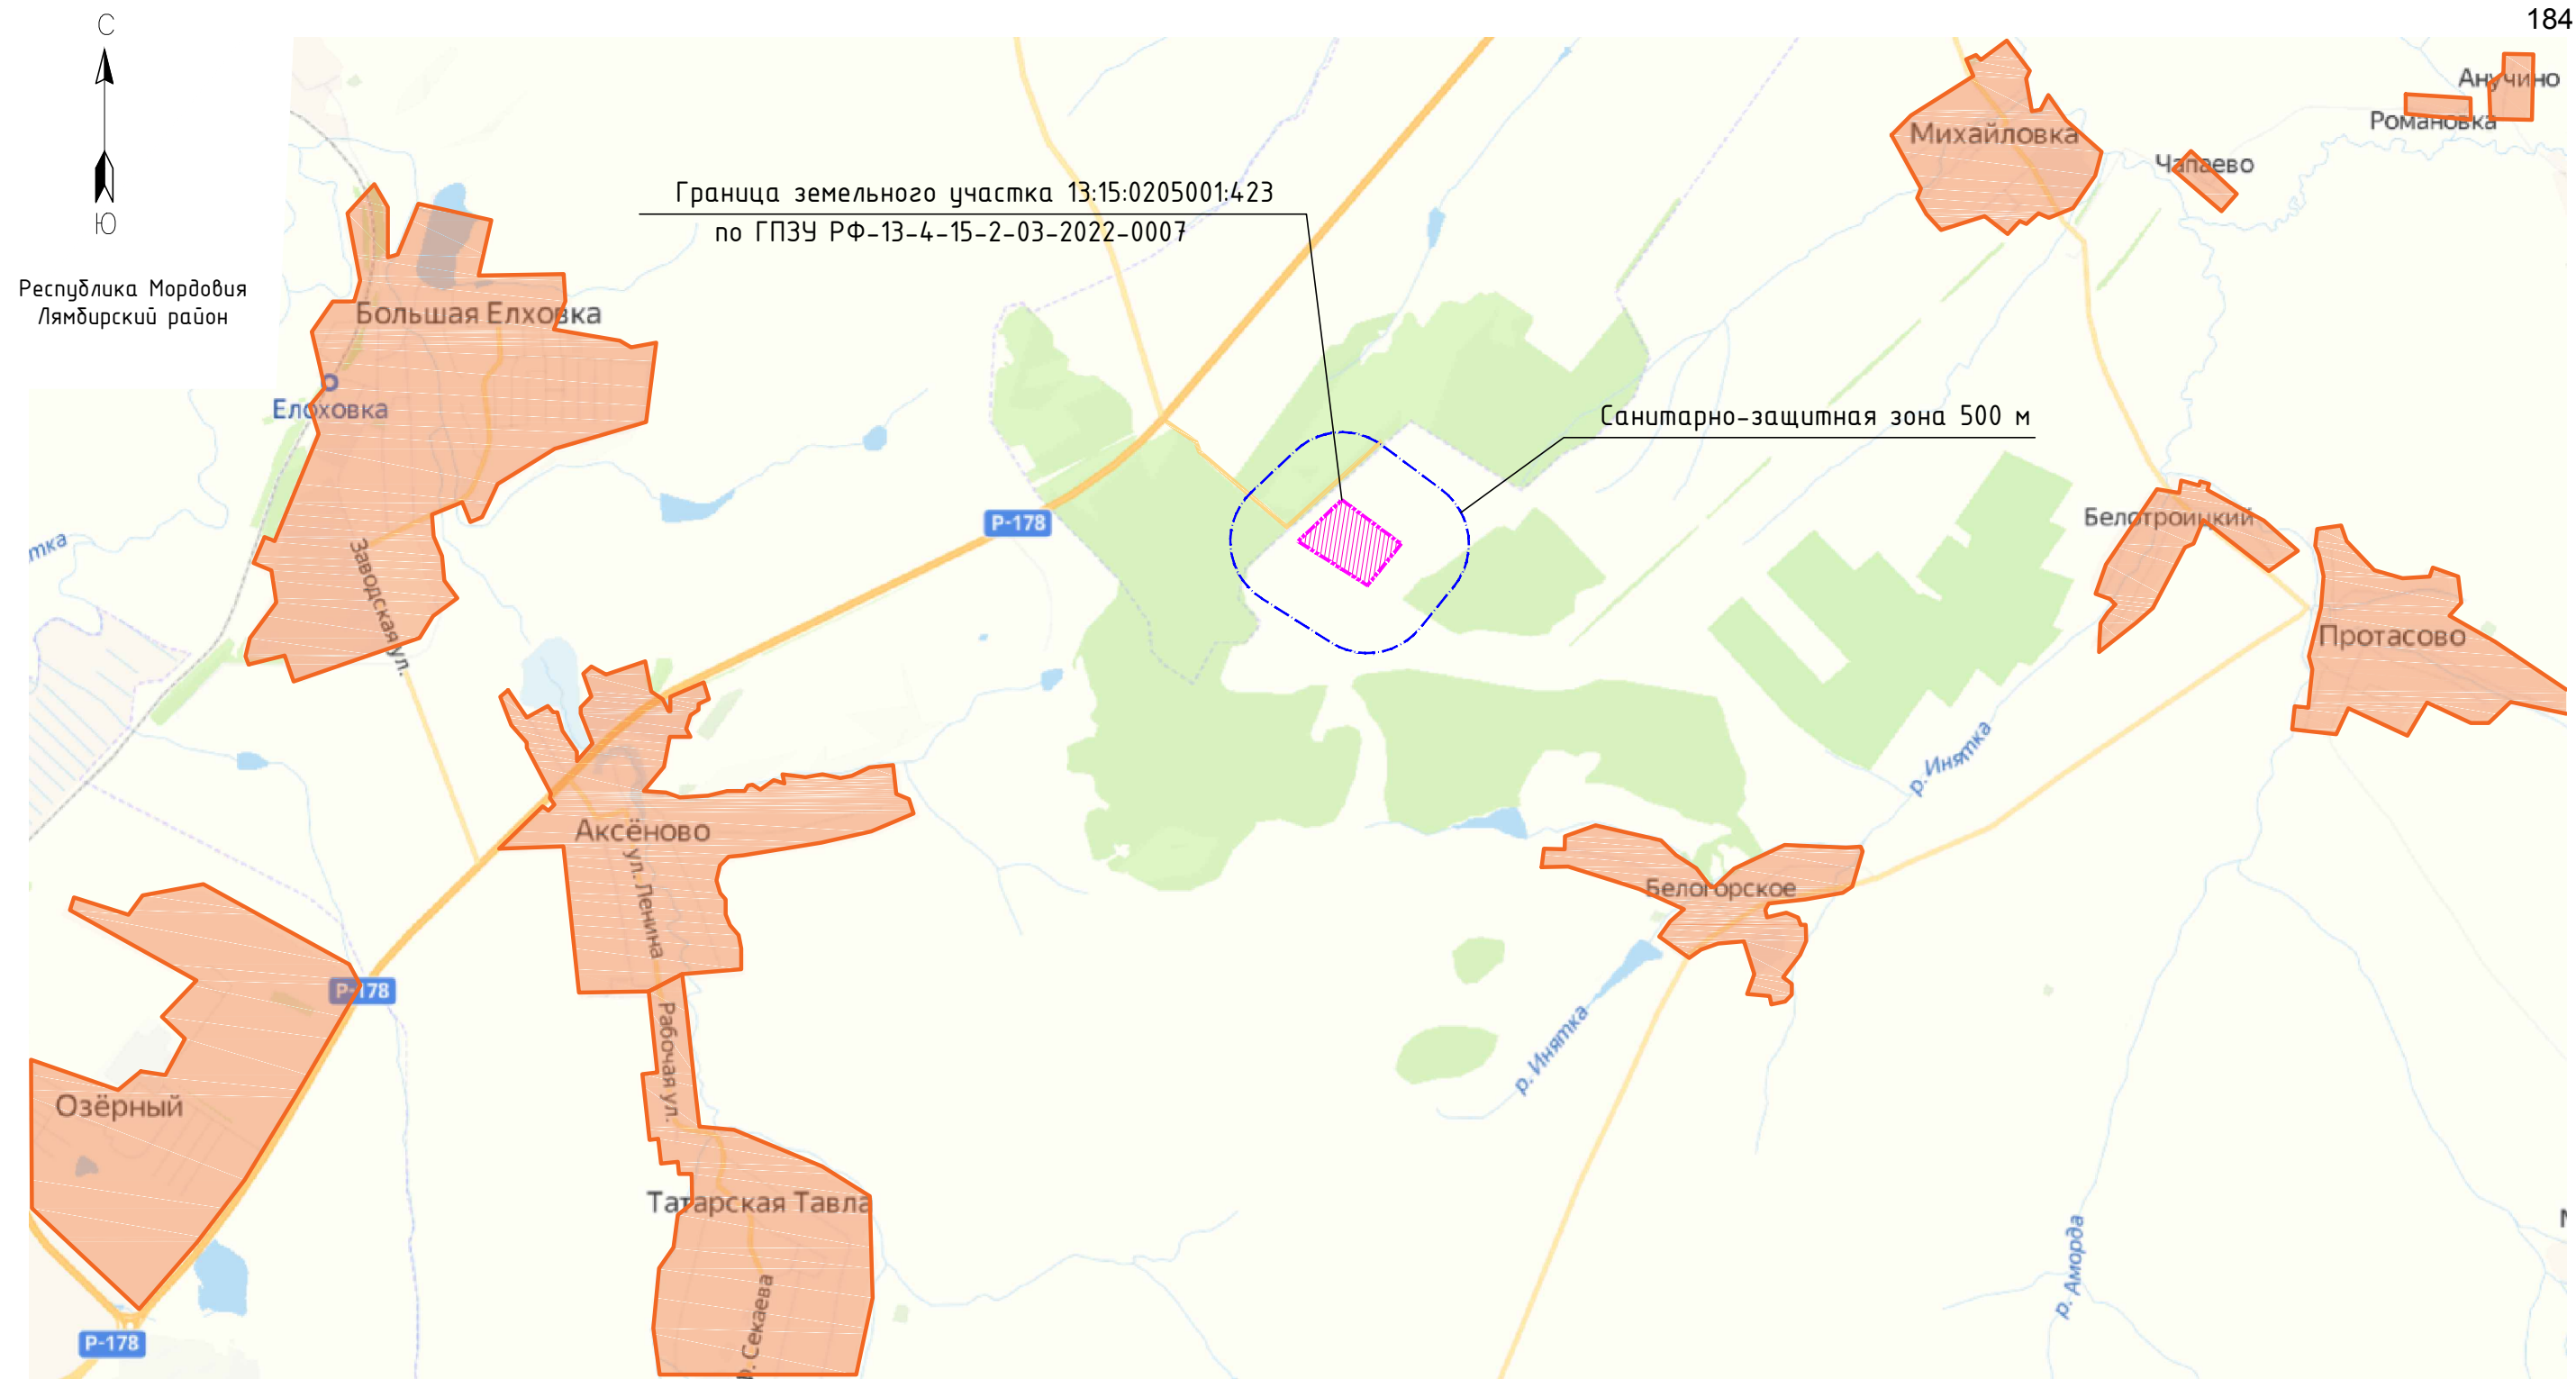 184
С
Ю
Республика Мордовия
Лямбирский район
Граница земельного участка 13:15:0205001:423
по ГПЗУ РФ-13-4-15-2-03-2022-0007
Санитарно-защитная зона 500 м
Анучино
Романовка
Михайловка
Чапаево
Большая Елховка
Елоховка
Р-178
Белотроицкий
Заводская ул.
Протасово
р. Инятка
Аксёново
ул. Ленина
Белогорское
Р-178
Рабочая ул.
р. Инятка
Озёрный
Татарская Тавла
р. Аморда
Секаева
Р-178